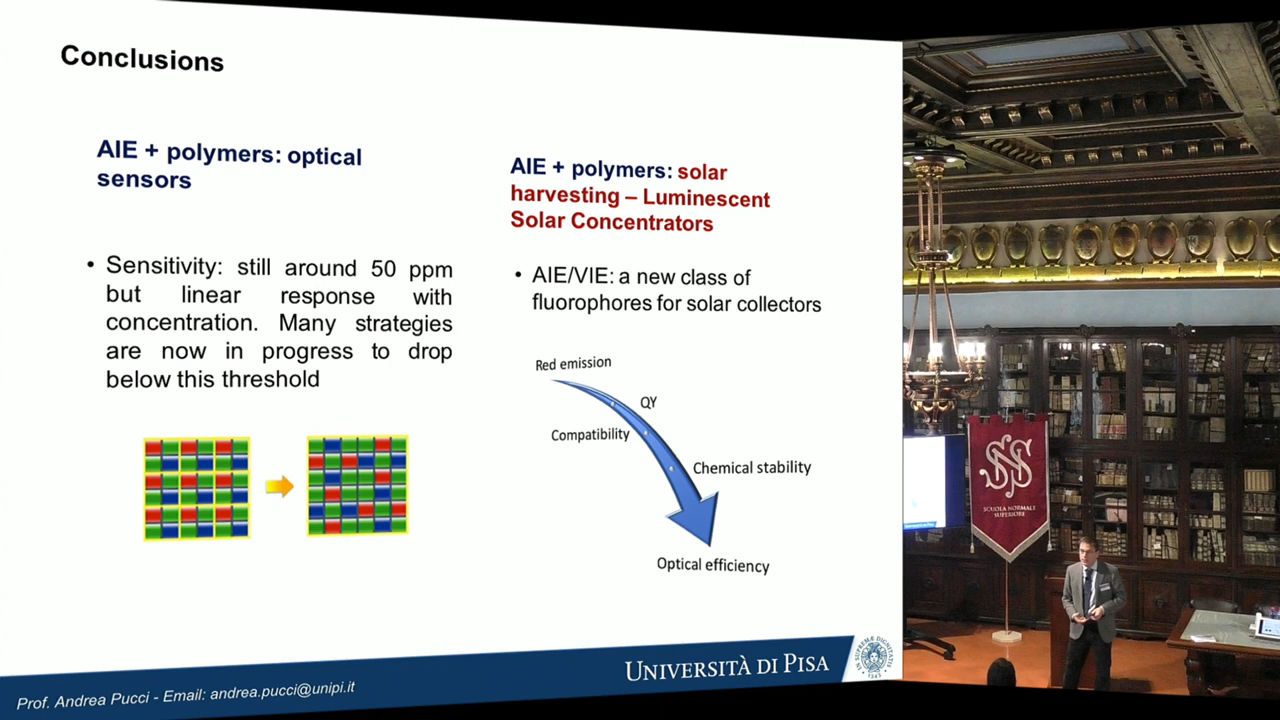 Conclusions
AIE + polymers: optical
sensors
• Sensitivity: still around 50 ppm
but linear response with
concentration. Many strategies
are now in progress to drop
below this threshold
AIE + polymers: solar
harvesting – Luminescent
Solar Concentrators
• AIE/VIE: a new class of
fluorophores for solar collectors
Red emission
QY
Compatibility
Chemical stability
Optical efficiency
Prof. Andrea Pucci - Email: andrea.pucci@unipi.it
UNIVERSITÀ DI PISA
1343
SNS
SCUOLA NORMALE
SUPERIORE